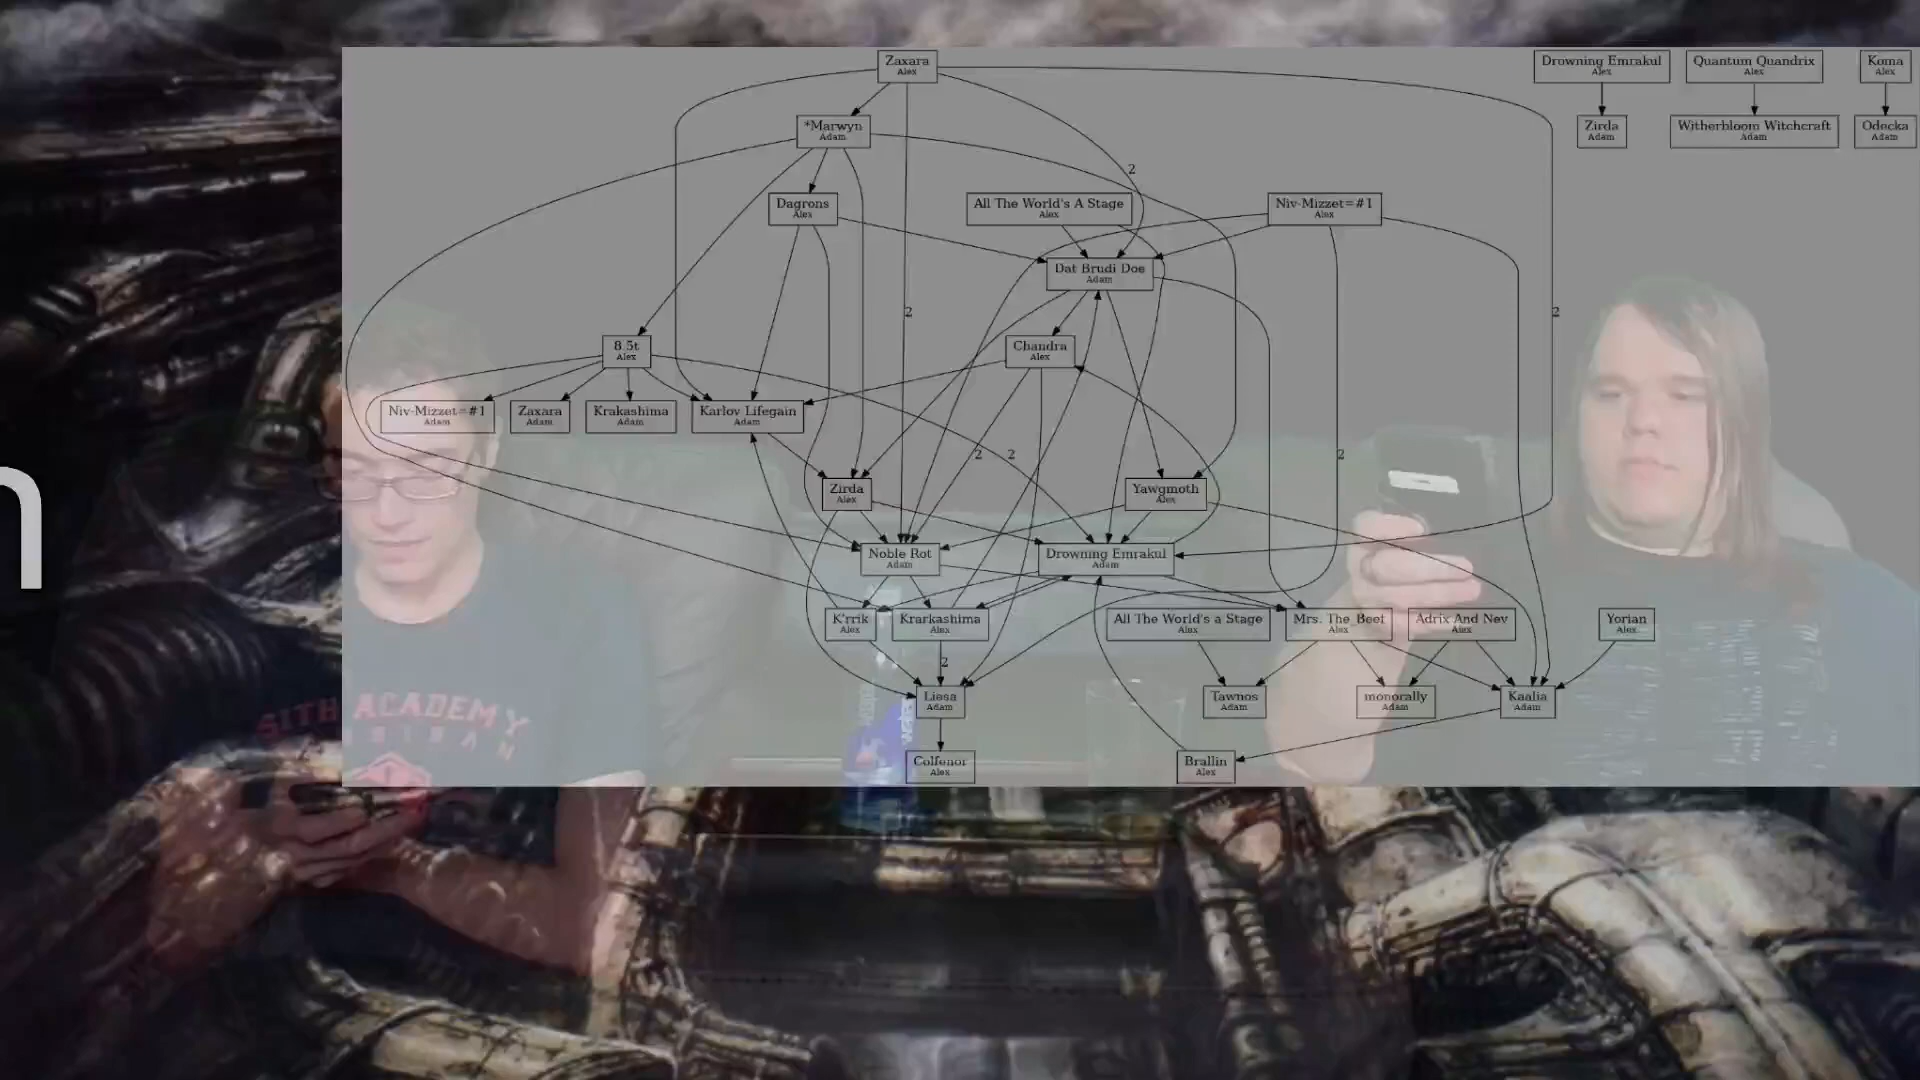 Zaxara
Alex
Drowning Emrakul
Alex
Quantum Quandrix
Alex
Koma
Alex
*Marwyn
Adam
Zirda
Adam
Witherbloom Witchcraft
Adam
Odecka
Adam
2
Dagrons
Alex
All The World's A Stage
Alex
Niv-Mizzet=#1
Alex
Dat Brudi Doe
Adam
2
2
8.5t
Alex
Chandra
Alex
Niv-Mizzet=#1
Adam
Zaxara
Adam
Krakashima
Adam
Karlov Lifegain
Adam
2
2
2
Zirda
Alex
Yawgmoth
Alex
n
Noble Rot
Adam
Drowning Emrakul
Adam
K'rrik
Alex
Krarkashima
Alex
All The World's a Stage
Alex
Mrs. The Beet
Alex
Adrix And Nev
Alex
Yorian
Alex
2
Liesa
Adam
Tawnos
Adam
monorally
Adam
Kaalia
Adam
SITH ACADEMY
Colfenor
Alex
Brallin
Alex